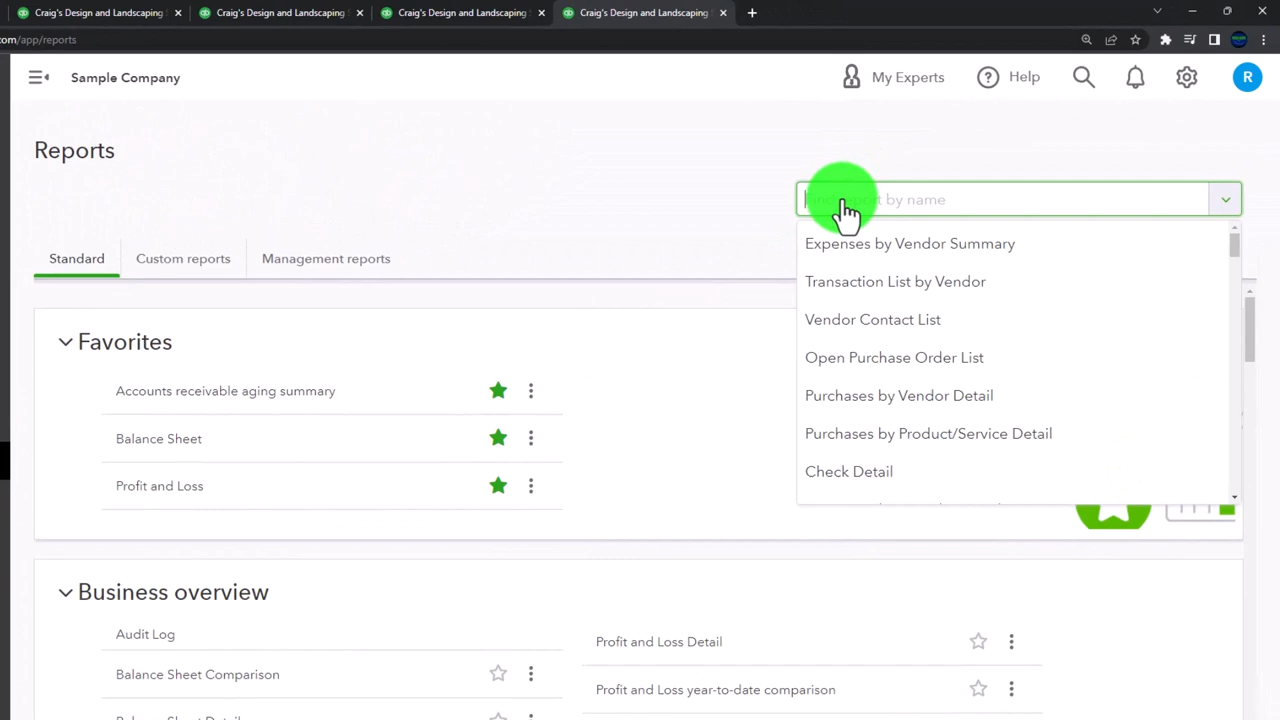 Craig's Design and Landscaping Craig's Design and Landscaping Craig's Design and Landscaping Craig's Design and Landscaping
com/app/reports
Sample Company My Experts Help R
Reports
report by name
Standard Custom reports Management reports
Expenses by Vendor Summary
Transaction List by Vendor
Vendor Contact List
Open Purchase Order List
Purchases by Vendor Detail
Purchases by Product/Service Detail
Check Detail
Favorites
Accounts receivable aging summary
Balance Sheet
Profit and Loss
Business overview
Audit Log
Profit and Loss Detail
Balance Sheet Comparison
Profit and Loss year-to-date comparison